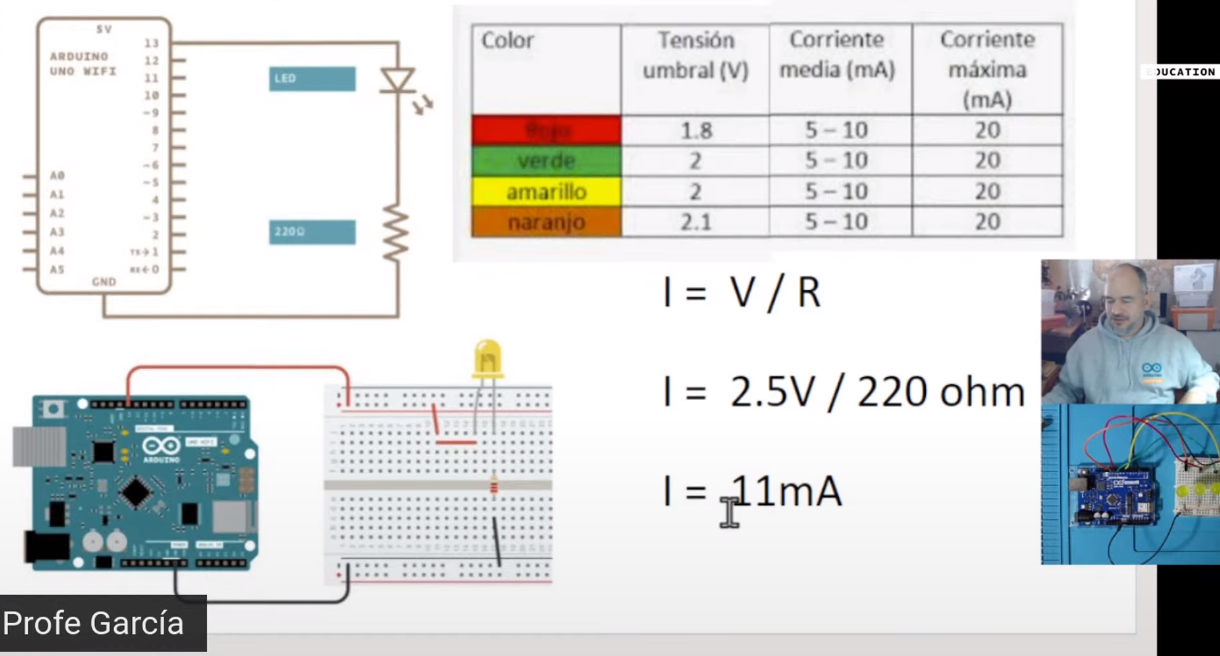 5V
ARDUINO
UNO WIFI
13
12
11
10
~9
8
7
~6
~5
4
~3
2
TX→1
RX←0
A0
A1
A2
A3
A4
A5
GND
LED
220Ω
Color
Tensión
umbral (V)
Corriente
media (mA)
Corriente
máxima
(mA)
Rojo 1.8 5 – 10 20
verde 2 5 – 10 20
amarillo 2 5 – 10 20
naranjo 2.1 5 – 10 20
I = V / R
I = 2.5V / 220 ohm
I = 11mA
ARDUINO
UNO WIFI
DUCATION
Profe García